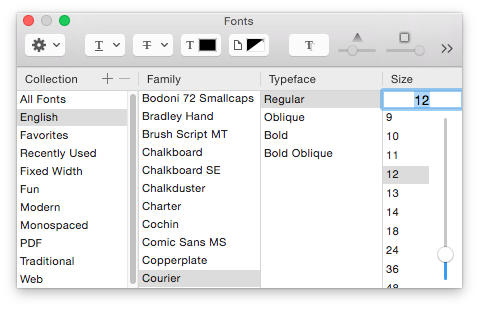 Fonts
T T T T
Collection + − Family Typeface Size
All Fonts
English
Favorites
Recently Used
Fixed Width
Fun
Modern
Monospaced
PDF
Traditional
Web
Bodoni 72 Smallcaps
Bradley Hand
Brush Script MT
Chalkboard
Chalkboard SE
Chalkduster
Charter
Cochin
Comic Sans MS
Copperplate
Courier
Regular
Oblique
Bold
Bold Oblique
12
9
10
11
12
13
14
18
24
36
48